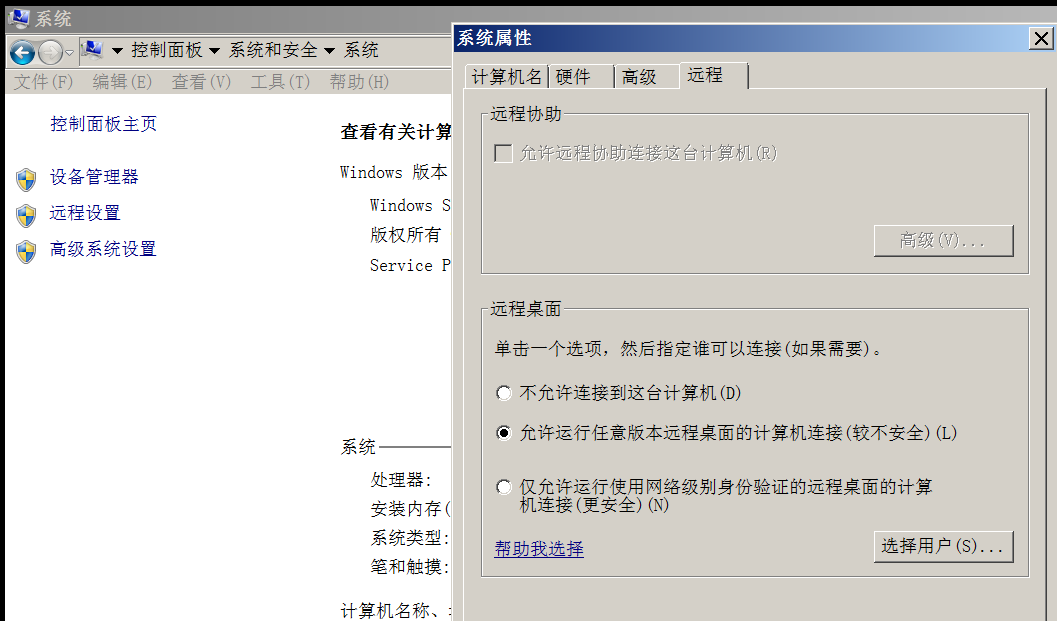 系统
控制面板 系统和安全 系统
文件(F) 编辑(E) 查看(V) 工具(T) 帮助(H)
控制面板主页
设备管理器
远程设置
高级系统设置
查看有关计算
Windows 版本
Windows S
版权所有
Service P
系统
处理器:
安装内存(
系统类型:
笔和触摸:
计算机名称、
系统属性
计算机名 硬件 高级 远程
远程协助
允许远程协助连接这台计算机(R)
高级(V)...
远程桌面
单击一个选项，然后指定谁可以连接(如果需要)。
不允许连接到这台计算机(D)
允许运行任意版本远程桌面的计算机连接(较不安全)(L)
仅允许运行使用网络级别身份验证的远程桌面的计算
机连接(更安全)(N)
帮助我选择
选择用户(S)...